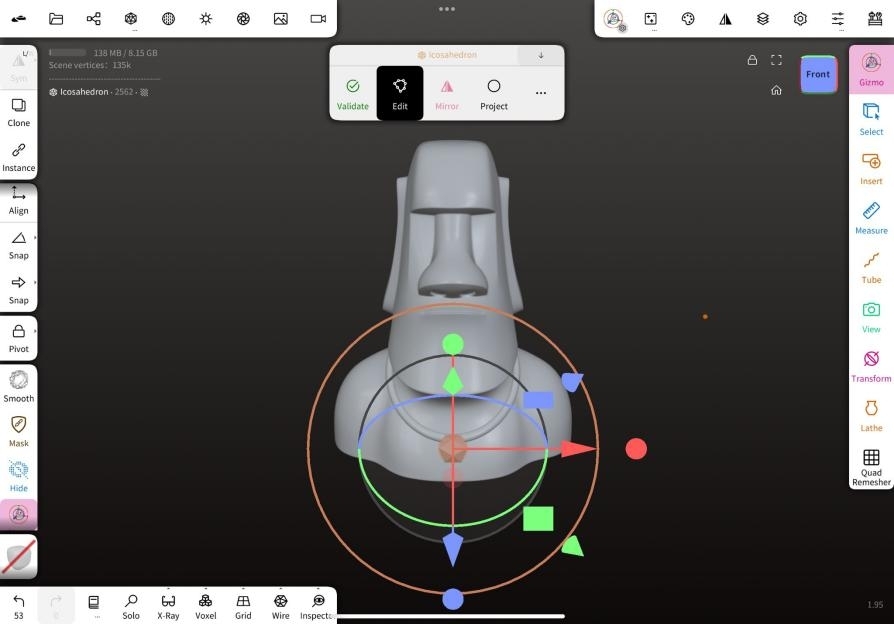 138 MB / 8.15 GB
Scene vertices: 135k
Icosahedron · 2562 ·
Icosahedron
Validate
Edit
Mirror
Project
...
Front
Sym
Clone
Instance
Align
Snap
Snap
Pivot
Smooth
Mask
Hide
Gizmo
Select
Insert
Measure
Tube
View
Transform
Lathe
Quad
Remesher
1.95
53
0
...
Solo
X-Ray
Voxel
Grid
Wire